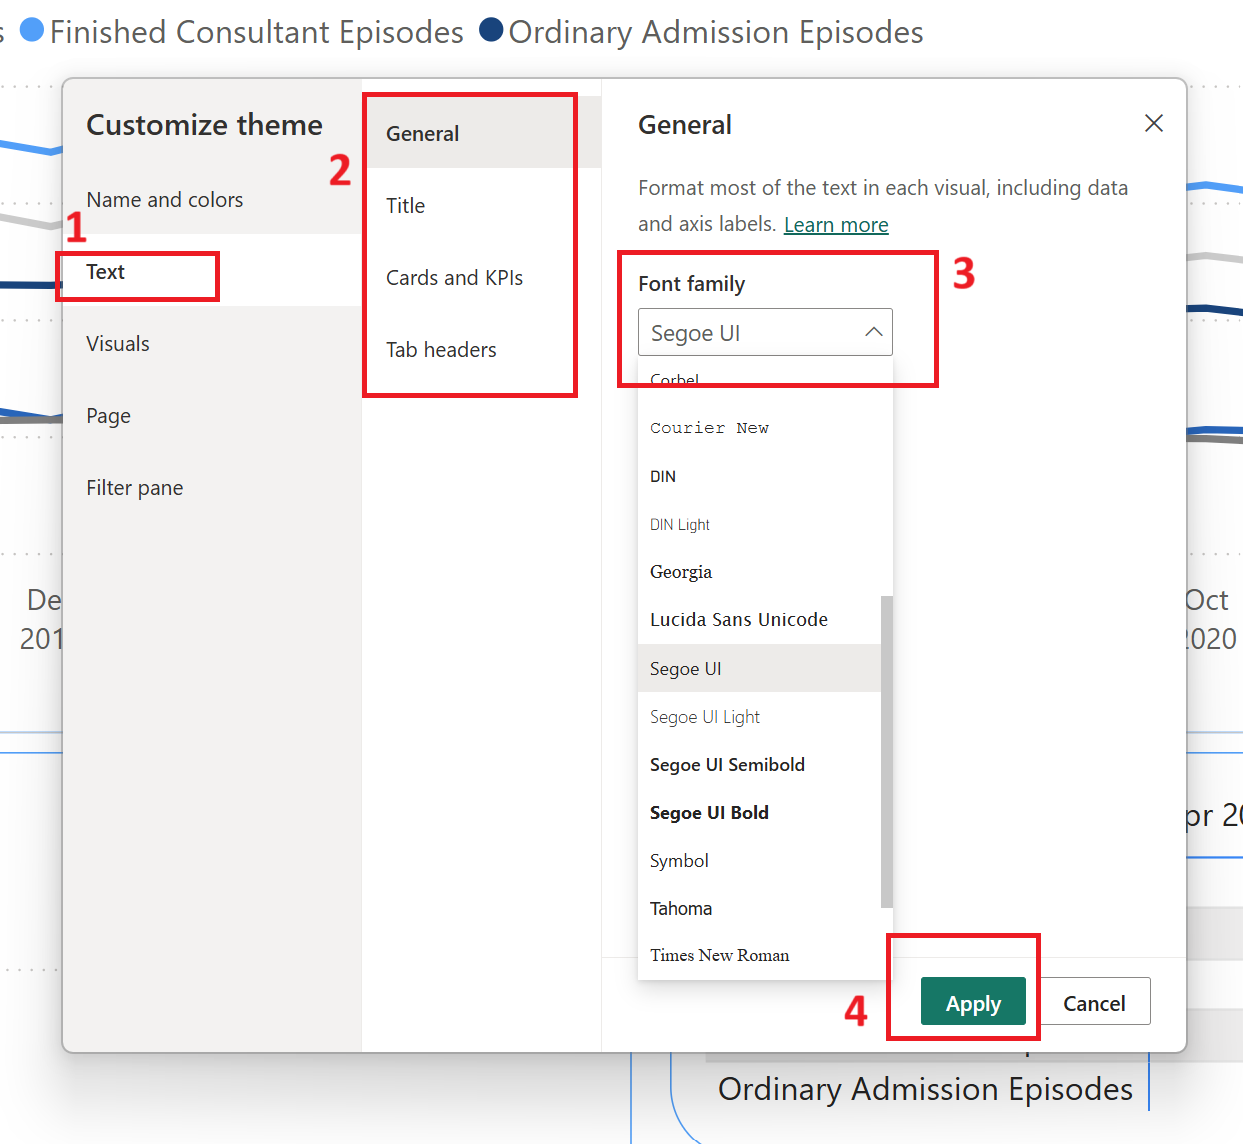 Finished Consultant Episodes Ordinary Admission Episodes
Customize theme
Name and colors
1
Text
Visuals
Page
Filter pane
2
General
Title
Cards and KPIs
Tab headers
General
Format most of the text in each visual, including data
and axis labels. Learn more
3
Font family
Segoe UI
Corbel
Courier New
DIN
DIN Light
Georgia
Lucida Sans Unicode
Segoe UI
Segoe UI Light
Segoe UI Semibold
Segoe UI Bold
Symbol
Tahoma
Times New Roman
4
Apply
Cancel
Oct
2020
Ordinary Admission Episodes